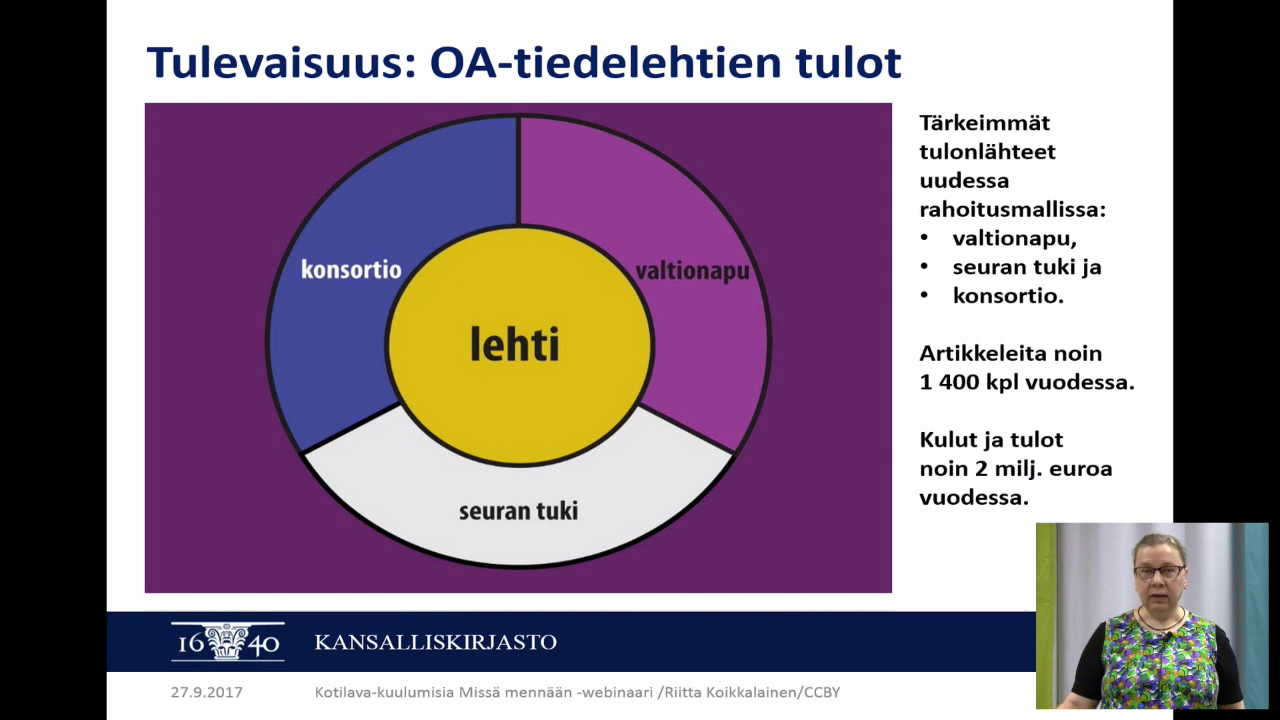 Tulevaisuus: OA-tiedelehtien tulot
konsortio
valtionapu
lehti
seuran tuki
Tärkeimmät
tulonlähteet
uudessa
rahoitusmallissa:
• valtionapu,
• seuran tuki ja
• konsortio.
Artikkeleita noin
1 400 kpl vuodessa.
Kulut ja tulot
noin 2 milj. euroa
vuodessa.
16 40 KANSALLISKIRJASTO
27.9.2017 Kotilava-kuulumisia Missä mennään -webinaari /Riitta Koikkalainen/CCBY